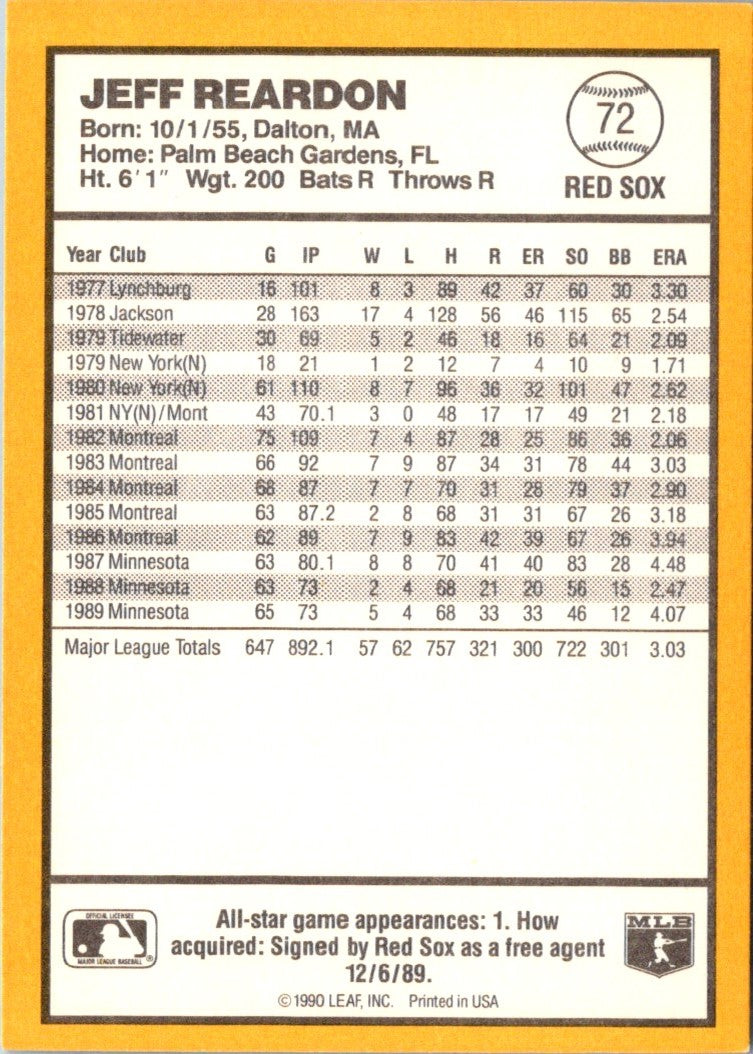 JEFF REARDON
Born: 10/1/55, Dalton, MA
Home: Palm Beach Gardens, FL
Ht. 6'1" Wgt. 200 Bats R Throws R
72
RED SOX
Year Club G IP W L H R ER SO BB ERA
1977 Lynchburg 16 101 8 3 89 42 37 60 30 3.30
1978 Jackson 28 163 17 4 128 56 46 115 65 2.54
1979 Tidewater 30 69 5 2 46 18 16 64 21 2.09
1979 New York(N) 18 21 1 2 12 7 4 10 9 1.71
1980 New York(N) 61 110 8 7 96 36 32 101 47 2.62
1981 NY(N)/Mont 43 70.1 3 0 48 17 17 49 21 2.18
1982 Montreal 75 109 7 4 87 28 25 86 36 2.06
1983 Montreal 66 92 7 9 87 34 31 78 44 3.03
1984 Montreal 68 87 7 7 70 31 28 79 37 2.90
1985 Montreal 63 87.2 2 8 68 31 31 67 26 3.18
1986 Montreal 62 89 7 9 83 42 39 67 26 3.94
1987 Minnesota 63 80.1 8 8 70 41 40 83 28 4.48
1988 Minnesota 63 73 2 4 68 21 20 56 15 2.47
1989 Minnesota 65 73 5 4 68 33 33 46 12 4.07
Major League Totals 647 892.1 57 62 757 321 300 722 301 3.03
OFFICIAL LICENSEE
MAJOR LEAGUE BASEBALL ®
All-star game appearances: 1. How
acquired: Signed by Red Sox as a free agent
12/6/89.
MLB
© 1990 LEAF, INC. Printed in USA